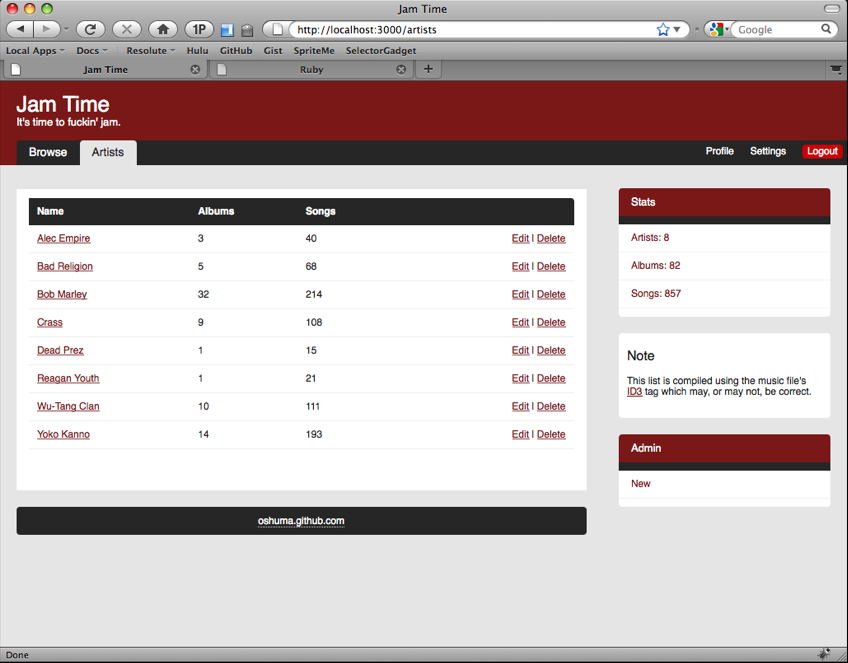 Jam Time
1P
http://localhost:3000/artists
Google
Local Apps Docs Resolute Hulu GitHub Gist SpriteMe SelectorGadget
Jam Time Ruby
Jam Time
It's time to fuckin' jam.
Browse Artists Profile Settings Logout
Name Albums Songs
Alec Empire 3 40 Edit | Delete
Bad Religion 5 68 Edit | Delete
Bob Marley 32 214 Edit | Delete
Crass 9 108 Edit | Delete
Dead Prez 1 15 Edit | Delete
Reagan Youth 1 21 Edit | Delete
Wu-Tang Clan 10 111 Edit | Delete
Yoko Kanno 14 193 Edit | Delete
oshuma.github.com
Stats
Artists: 8
Albums: 82
Songs: 857
Note
This list is compiled using the music file's
ID3 tag which may, or may not, be correct.
Admin
New
Done